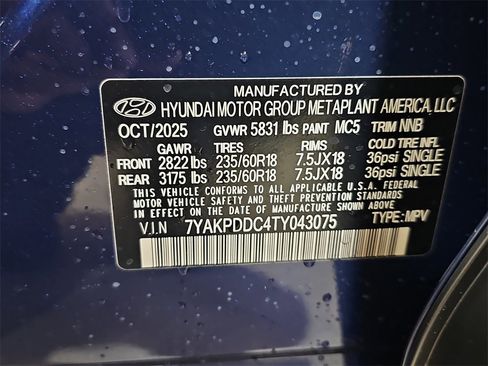 MANUFACTURED BY
HYUNDAI MOTOR GROUP METAPLANT AMERICA, LLC
OCT/2025 GVWR 5831 lbs PAINT MC5 TRIM NNB
GAWR TIRES RIMS COLD TIRE INFL
FRONT 2822 lbs 235/60R18 7.5JX18 36psi SINGLE
REAR 3175 lbs 235/60R18 7.5JX18 36psi SINGLE
THIS VEHICLE CONFORMS TO ALL APPLICABLE U.S.A. FEDERAL
MOTOR VEHICLE SAFETY BUMPER, AND THEFT PREVENTION STANDARDS
IN EFFECT ON THE DATE OF MANUFACTURE SHOWN ABOVE.
V.I.N 7YAKPDDC4TY043075 TYPE: MPV